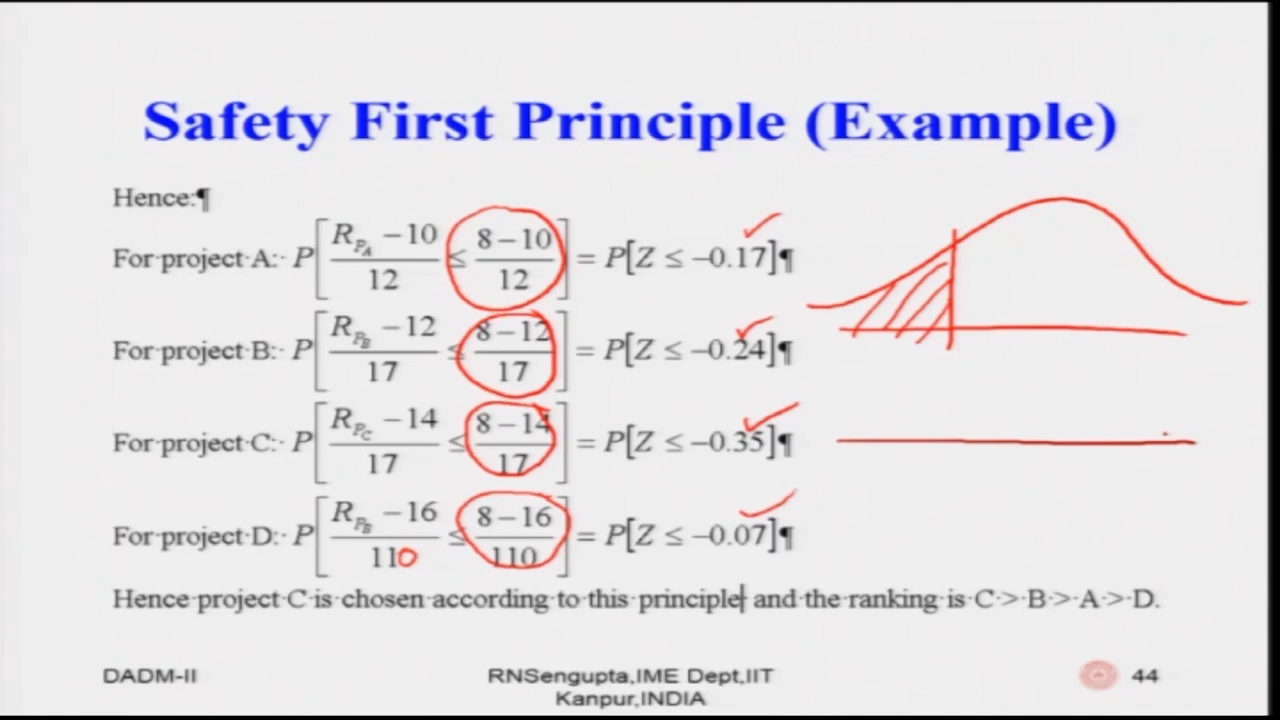 Safety First Principle (Example)
Hence:¶
For project A: P[(R_{P_A} − 10)/12 ≤ (8 − 10)/12] = P[Z ≤ −0.17]¶
For project B: P[(R_{P_B} − 12)/17 ≤ (8 − 12)/17] = P[Z ≤ −0.24]¶
For project C: P[(R_{P_C} − 14)/17 ≤ (8 − 14)/17] = P[Z ≤ −0.35]¶
For project D: P[(R_{P_B} − 16)/110 ≤ (8 − 16)/110] = P[Z ≤ −0.07]¶
Hence project C is chosen according to this principle and the ranking is C > B > A > D.
DADM-II
RNSengupta,IME Dept,IIT
Kanpur,INDIA
44